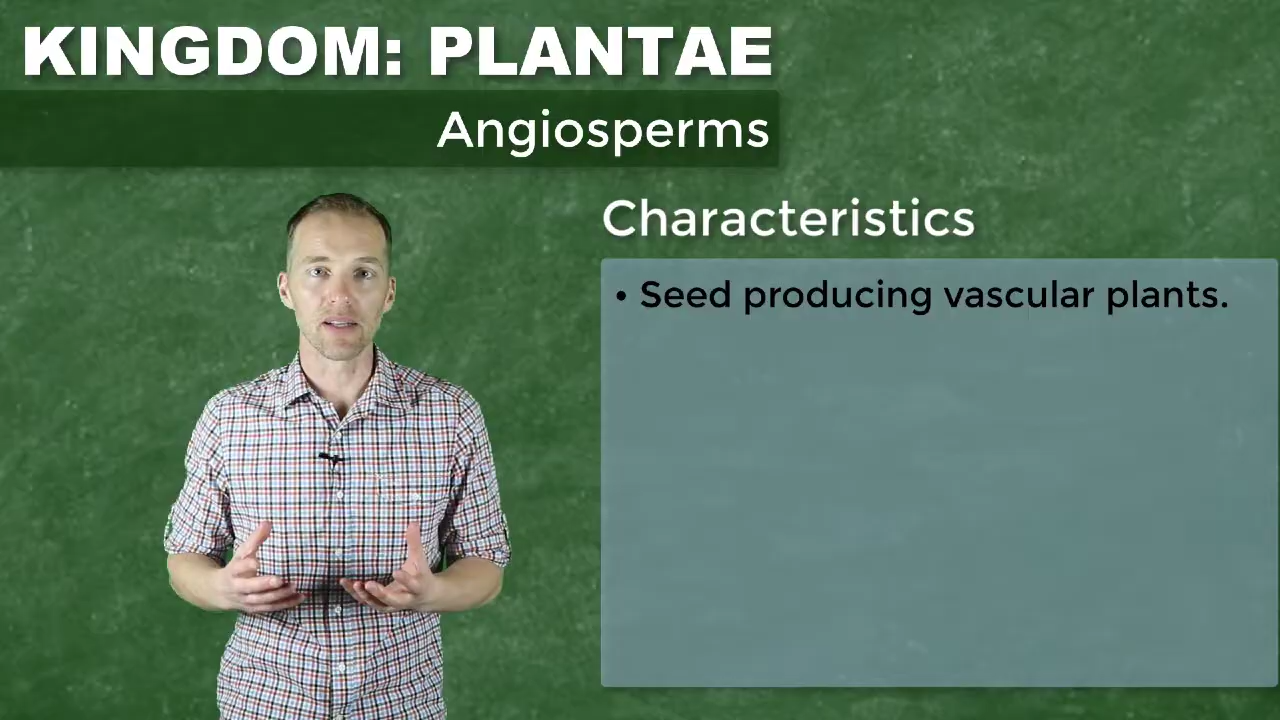 KINGDOM: PLANTAE
Angiosperms
Characteristics
• Seed producing vascular plants.